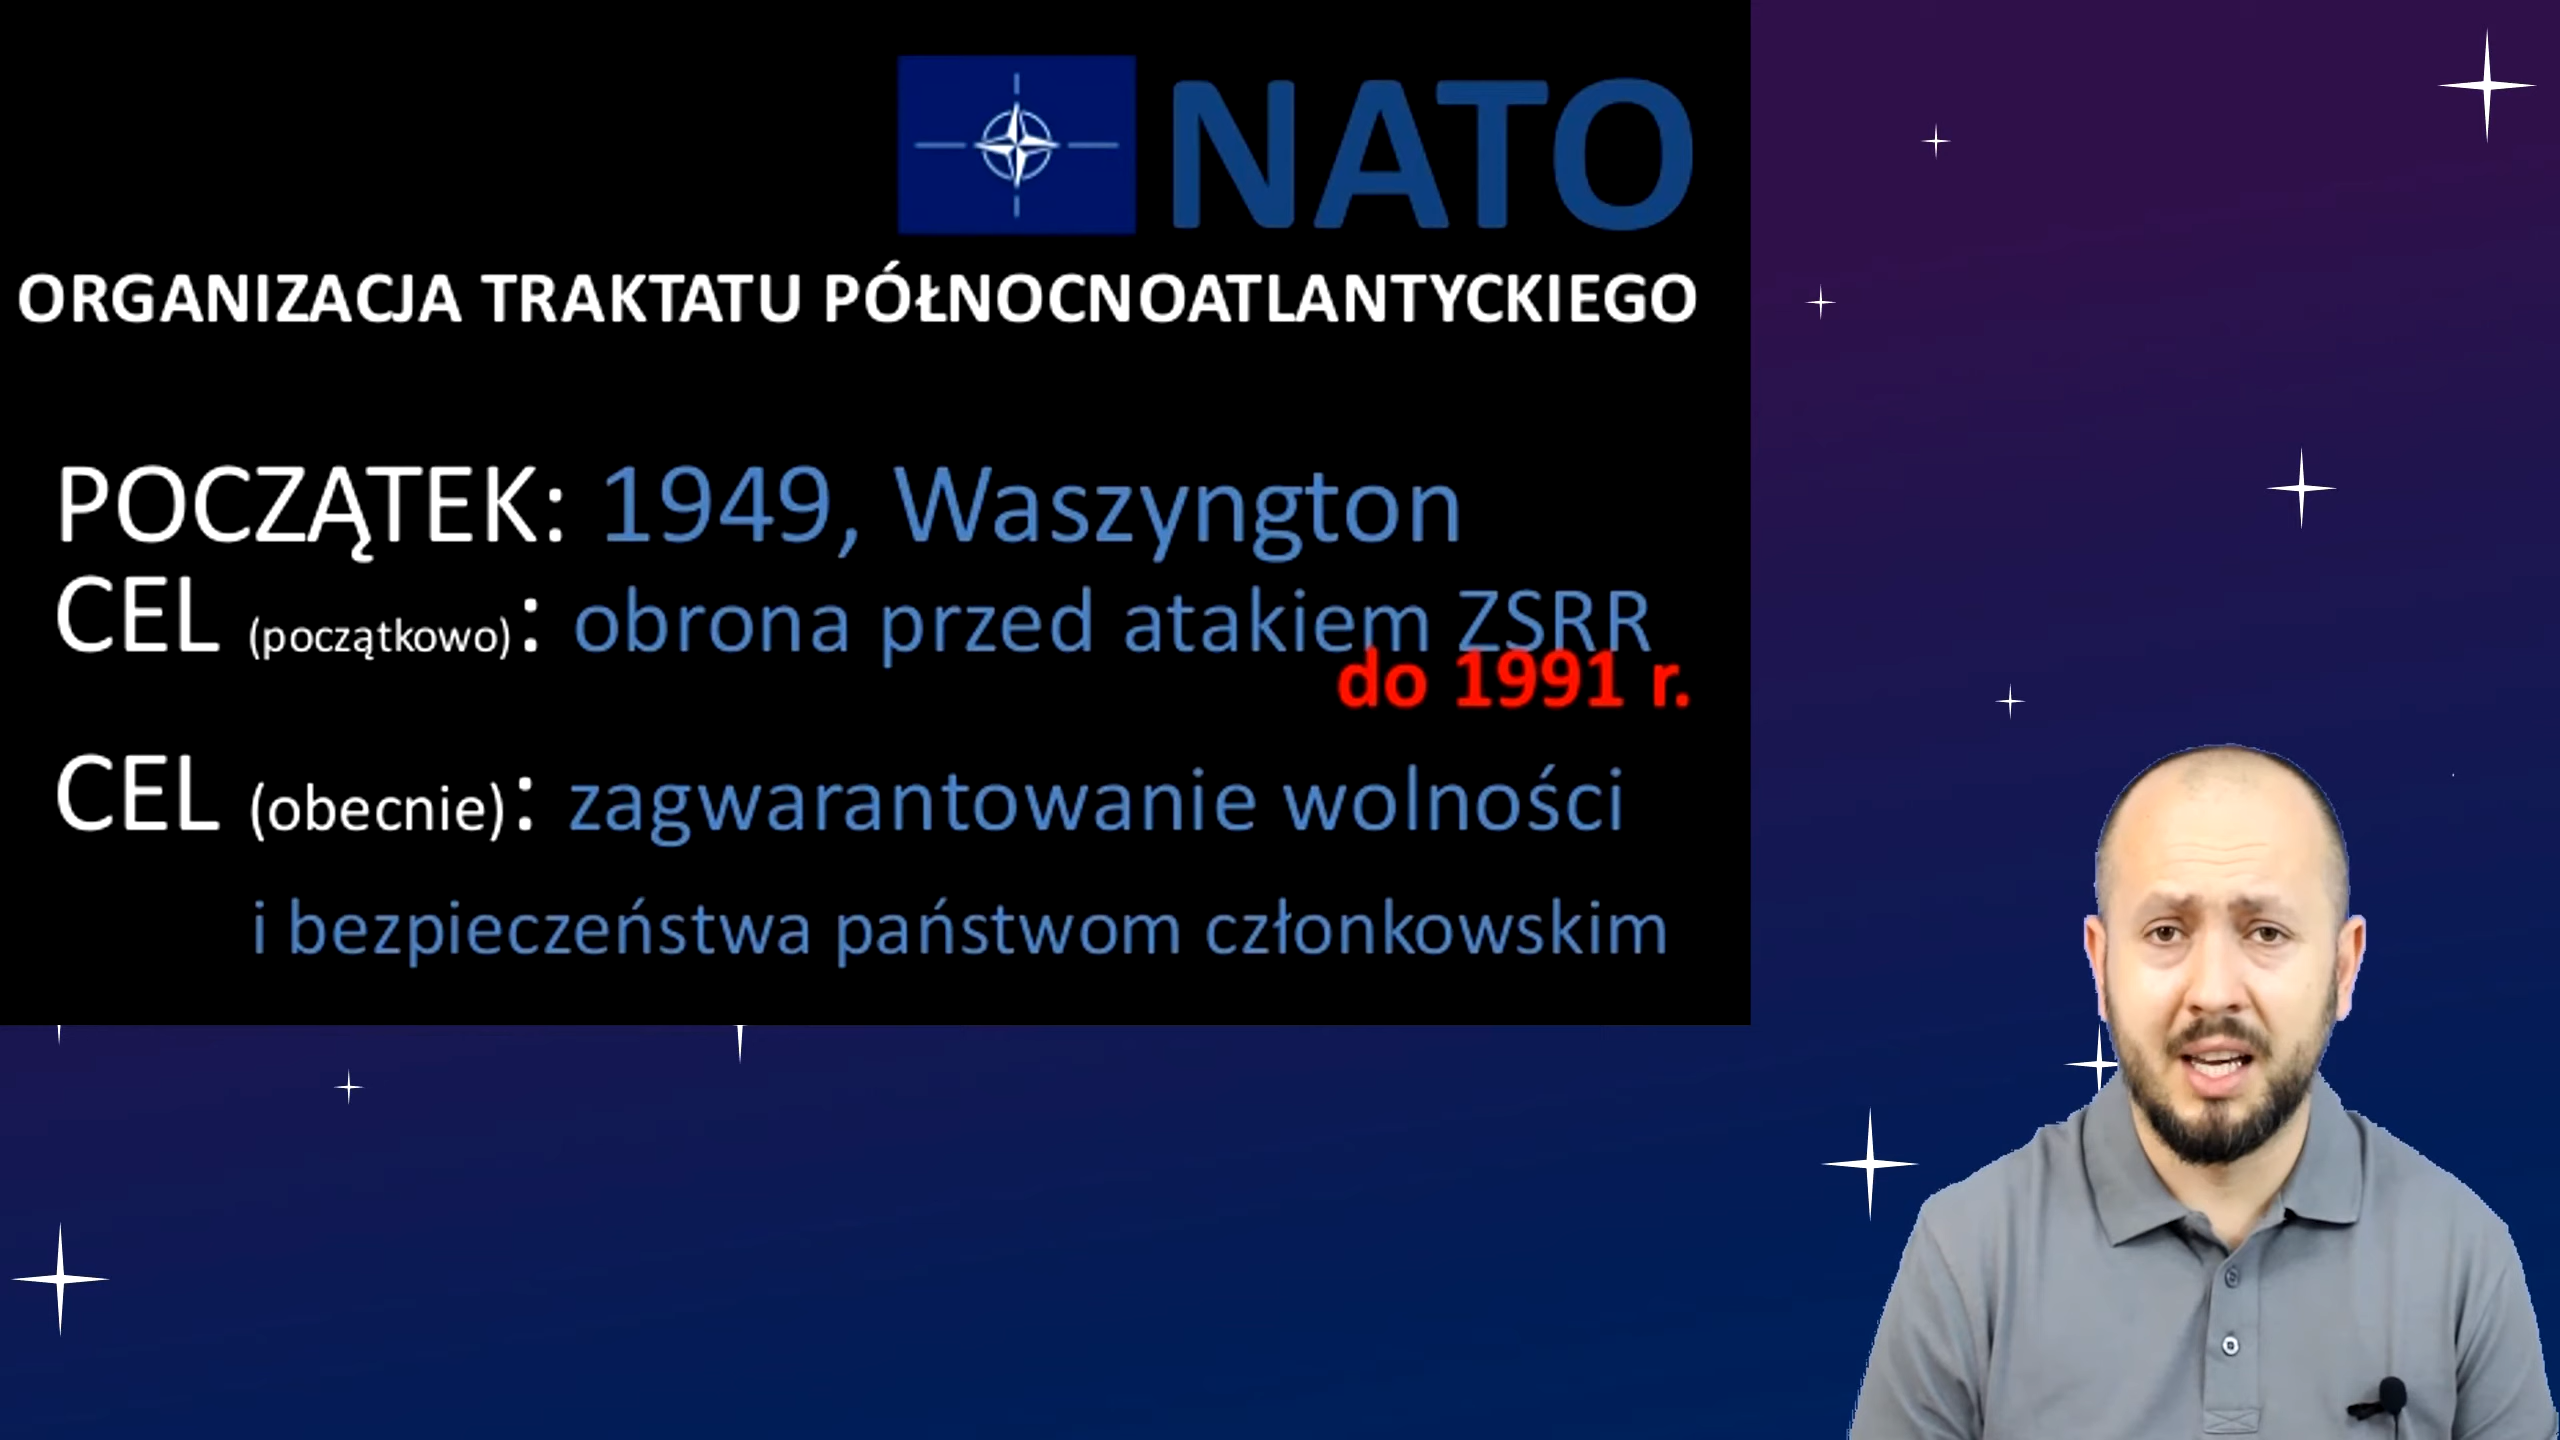 NATO
ORGANIZACJA TRAKTATU PÓŁNOCNOATLANTYCKIEGO
POCZĄTEK: 1949, Waszyngton
CEL (początkowo): obrona przed atakiem ZSRR
do 1991 r.
CEL (obecnie): zagwarantowanie wolności
i bezpieczeństwa państwom członkowskim